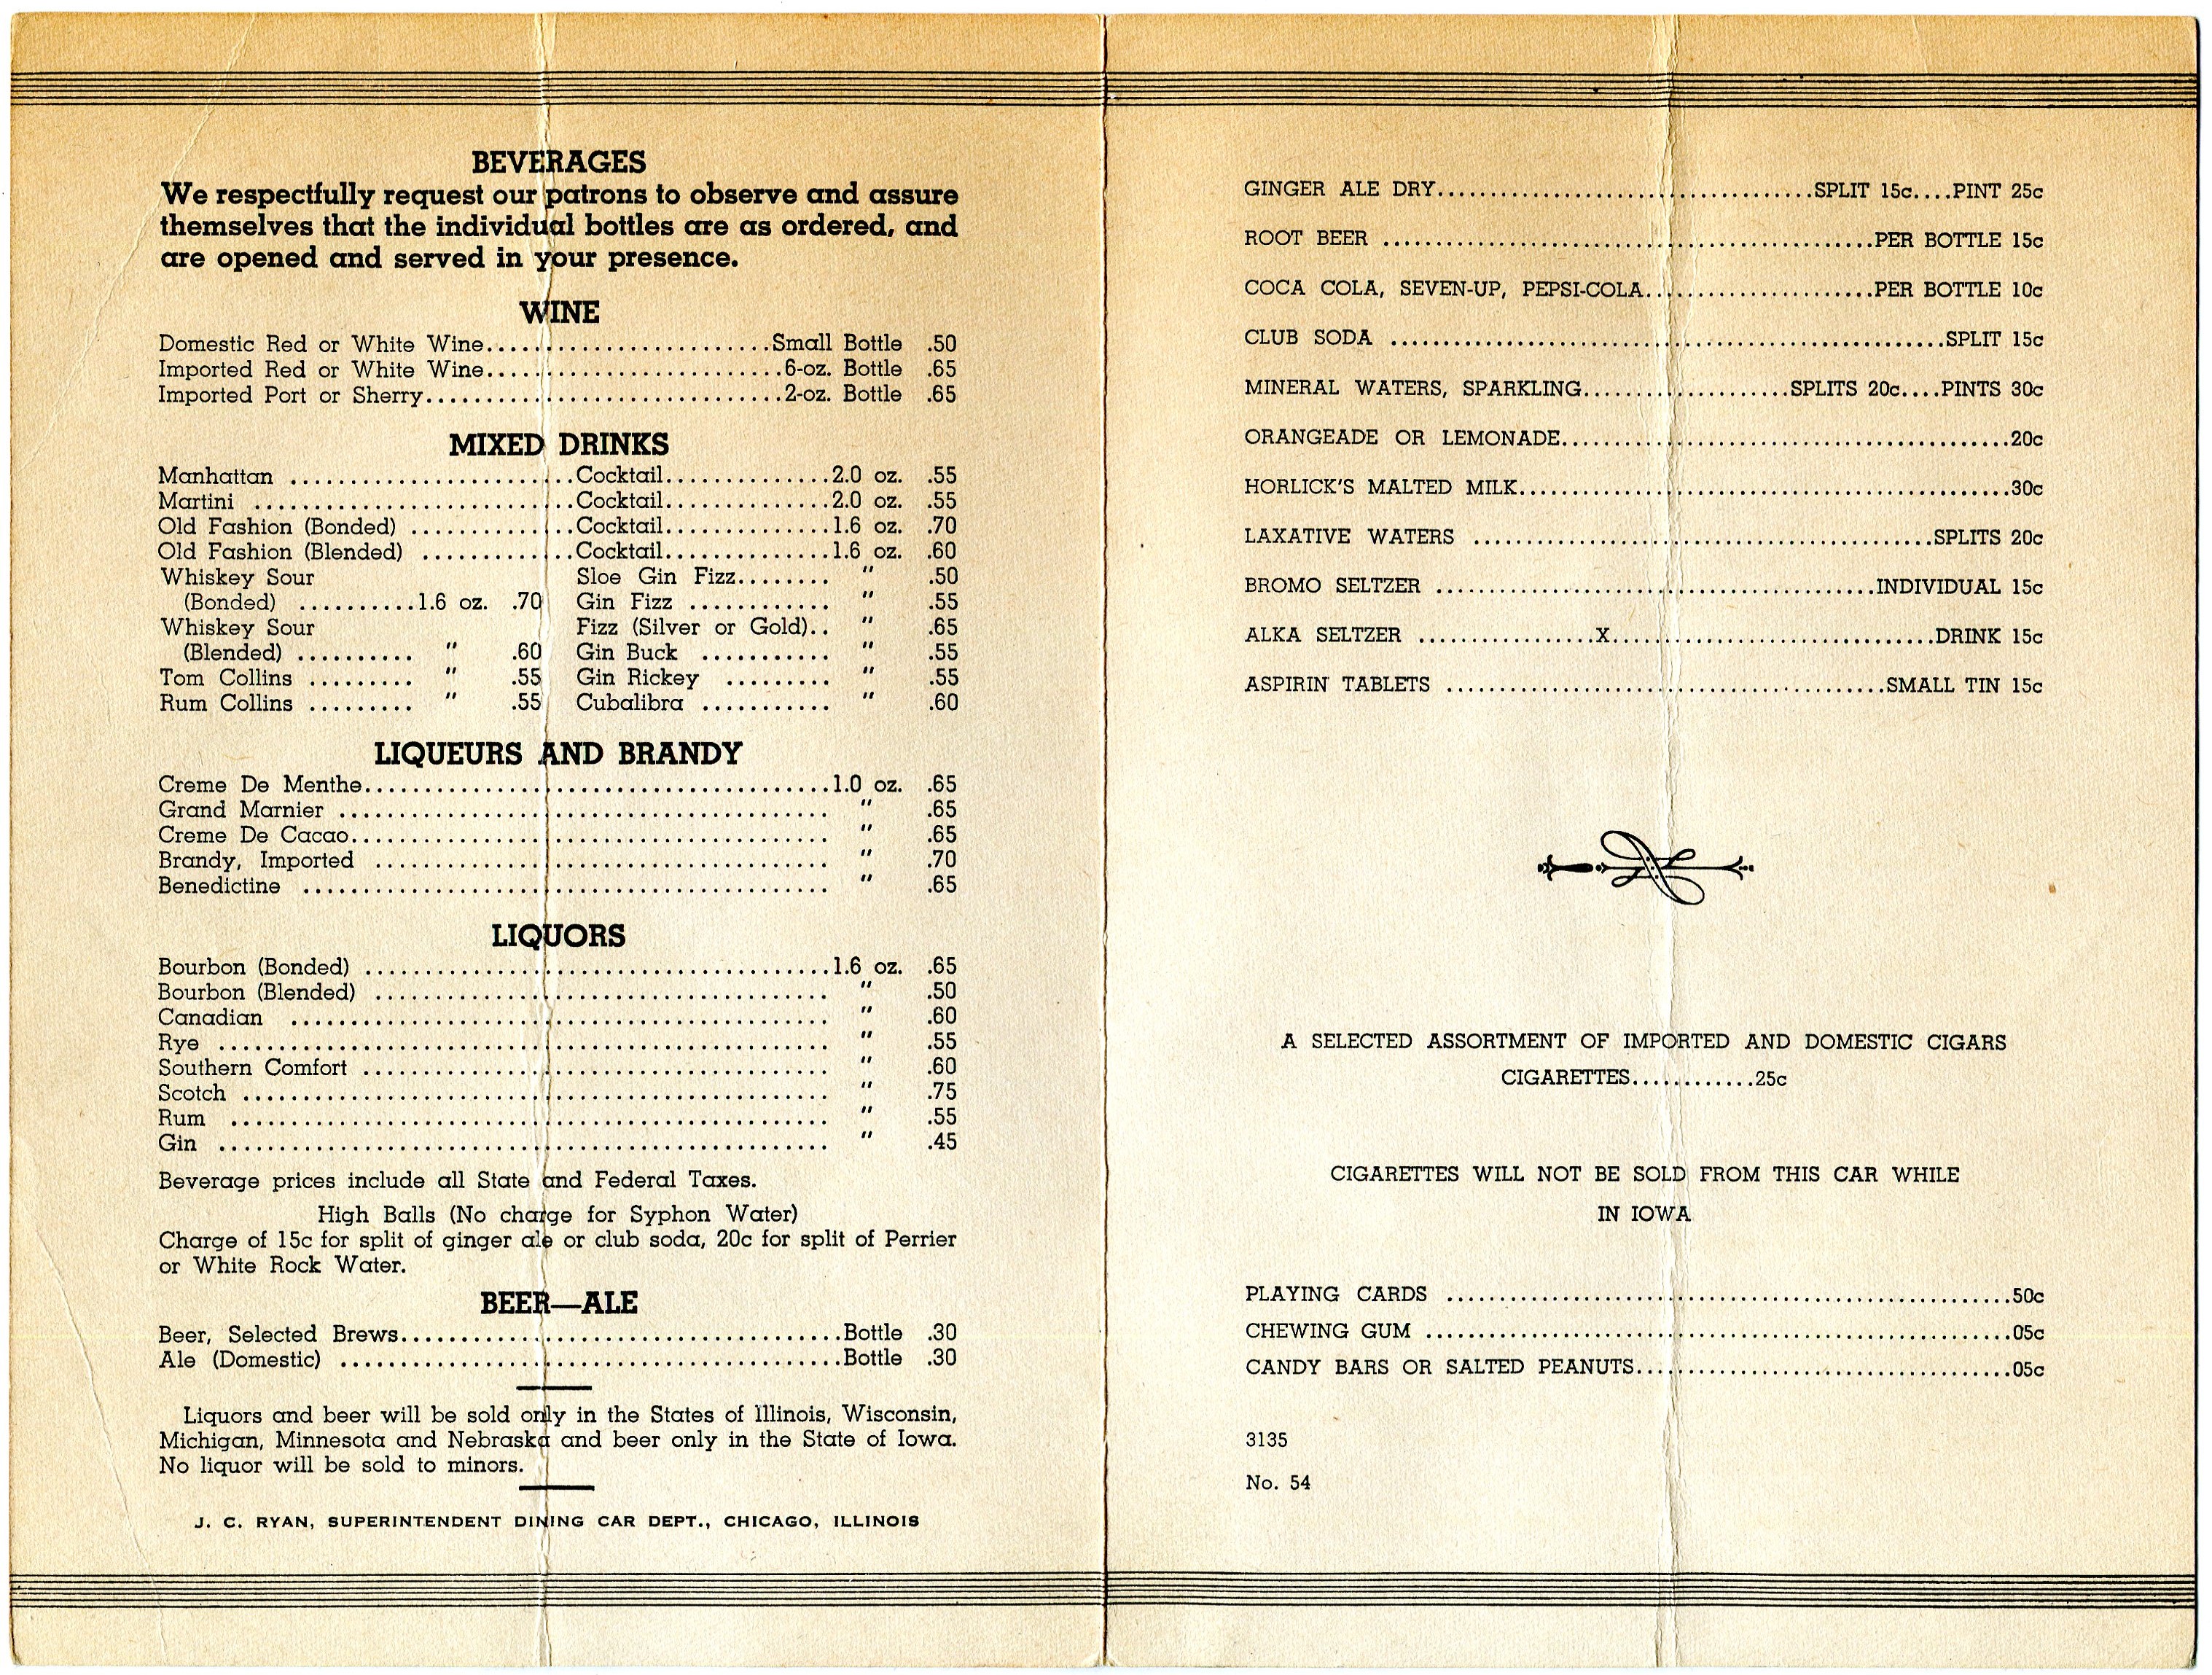 BEVERAGES
We respectfully request our patrons to observe and assure
themselves that the individual bottles are as ordered, and
are opened and served in your presence.
WINE
Domestic Red or White Wine........................Small Bottle .50
Imported Red or White Wine.........................6-oz. Bottle .65
Imported Port or Sherry..............................2-oz. Bottle .65
MIXED DRINKS
Manhattan ........................Cocktail..............2.0 oz. .55
Martini ...........................Cocktail..............2.0 oz. .55
Old Fashion (Bonded) ..............Cocktail..............1.6 oz. .70
Old Fashion (Blended) .............Cocktail..............1.6 oz. .60
Whiskey Sour
(Bonded) ..........1.6 oz. .70
Whiskey Sour
(Blended) .......... " .60
Tom Collins ......... " .55
Rum Collins ......... " .55
Sloe Gin Fizz........ " .50
Gin Fizz ............ " .55
Fizz (Silver or Gold).. " .65
Gin Buck ........... " .55
Gin Rickey ......... " .55
Cubalibra ........... " .60
LIQUEURS AND BRANDY
Creme De Menthe.......................................1.0 oz. .65
Grand Marnier ......................................... " .65
Creme De Cacao........................................ " .65
Brandy, Imported ...................................... " .70
Benedictine ............................................ " .65
LIQUORS
Bourbon (Bonded) .......................................1.6 oz. .65
Bourbon (Blended) ...................................... " .50
Canadian ............................................. " .60
Rye ................................................... " .55
Southern Comfort ....................................... " .60
Scotch ................................................. " .75
Rum .................................................. " .55
Gin ................................................... " .45
Beverage prices include all State and Federal Taxes.
High Balls (No charge for Syphon Water)
Charge of 15c for split of ginger ale or club soda, 20c for split of Perrier
or White Rock Water.
BEER—ALE
Beer, Selected Brews.....................................Bottle .30
Ale (Domestic) ..........................................Bottle .30
Liquors and beer will be sold only in the States of Illinois, Wisconsin,
Michigan, Minnesota and Nebraska and beer only in the State of Iowa.
No liquor will be sold to minors.
J. C. RYAN, SUPERINTENDENT DINING CAR DEPT., CHICAGO, ILLINOIS
GINGER ALE DRY....................................SPLIT 15c....PINT 25c
ROOT BEER ...............................................PER BOTTLE 15c
COCA COLA, SEVEN-UP, PEPSI-COLA......................PER BOTTLE 10c
CLUB SODA .....................................................SPLIT 15c
MINERAL WATERS, SPARKLING....................SPLITS 20c....PINTS 30c
ORANGEADE OR LEMONADE...........................................20c
HORLICK'S MALTED MILK...............................................30c
LAXATIVE WATERS .............................................SPLITS 20c
BROMO SELTZER ..........................................INDIVIDUAL 15c
ALKA SELTZER .................X................................DRINK 15c
ASPIRIN TABLETS ..........................................SMALL TIN 15c
A SELECTED ASSORTMENT OF IMPORTED AND DOMESTIC CIGARS
CIGARETTES............25c
CIGARETTES WILL NOT BE SOLD FROM THIS CAR WHILE
IN IOWA
PLAYING CARDS ......................................................50c
CHEWING GUM ........................................................05c
CANDY BARS OR SALTED PEANUTS....................................05c
3135
No. 54